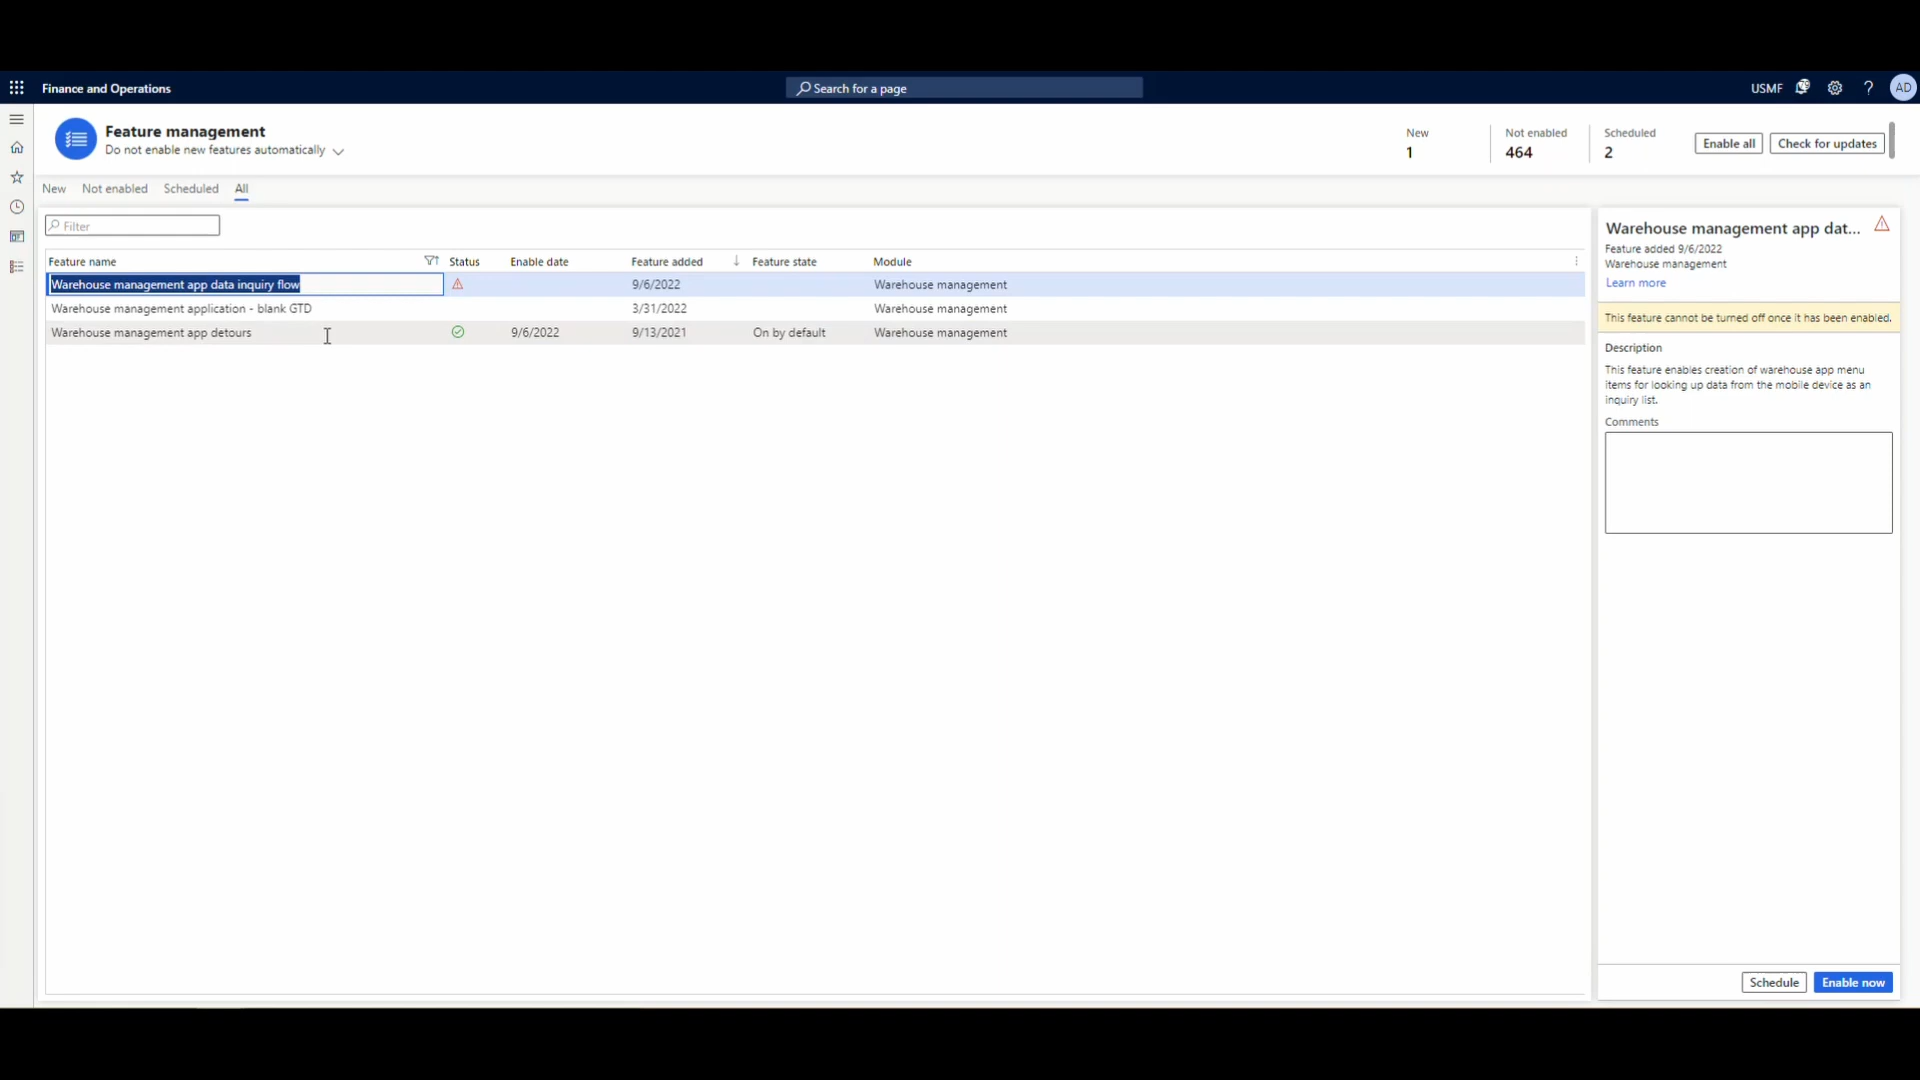 Finance and Operations
Search for a page
USMF
?
AD
Feature management
Do not enable new features automatically
New
1
Not enabled
464
Scheduled
2
Enable all
Check for updates
New Not enabled Scheduled All
Filter
Feature name Status Enable date Feature added Feature state Module
Warehouse management app data inquiry flow 9/6/2022 Warehouse management
Warehouse management application - blank GTD 3/31/2022 Warehouse management
Warehouse management app detours 9/6/2022 9/13/2021 On by default Warehouse management
Warehouse management app dat...
Feature added 9/6/2022
Warehouse management
Learn more
This feature cannot be turned off once it has been enabled.
Description
This feature enables creation of warehouse app menu
items for looking up data from the mobile device as an
inquiry list.
Comments
Schedule
Enable now